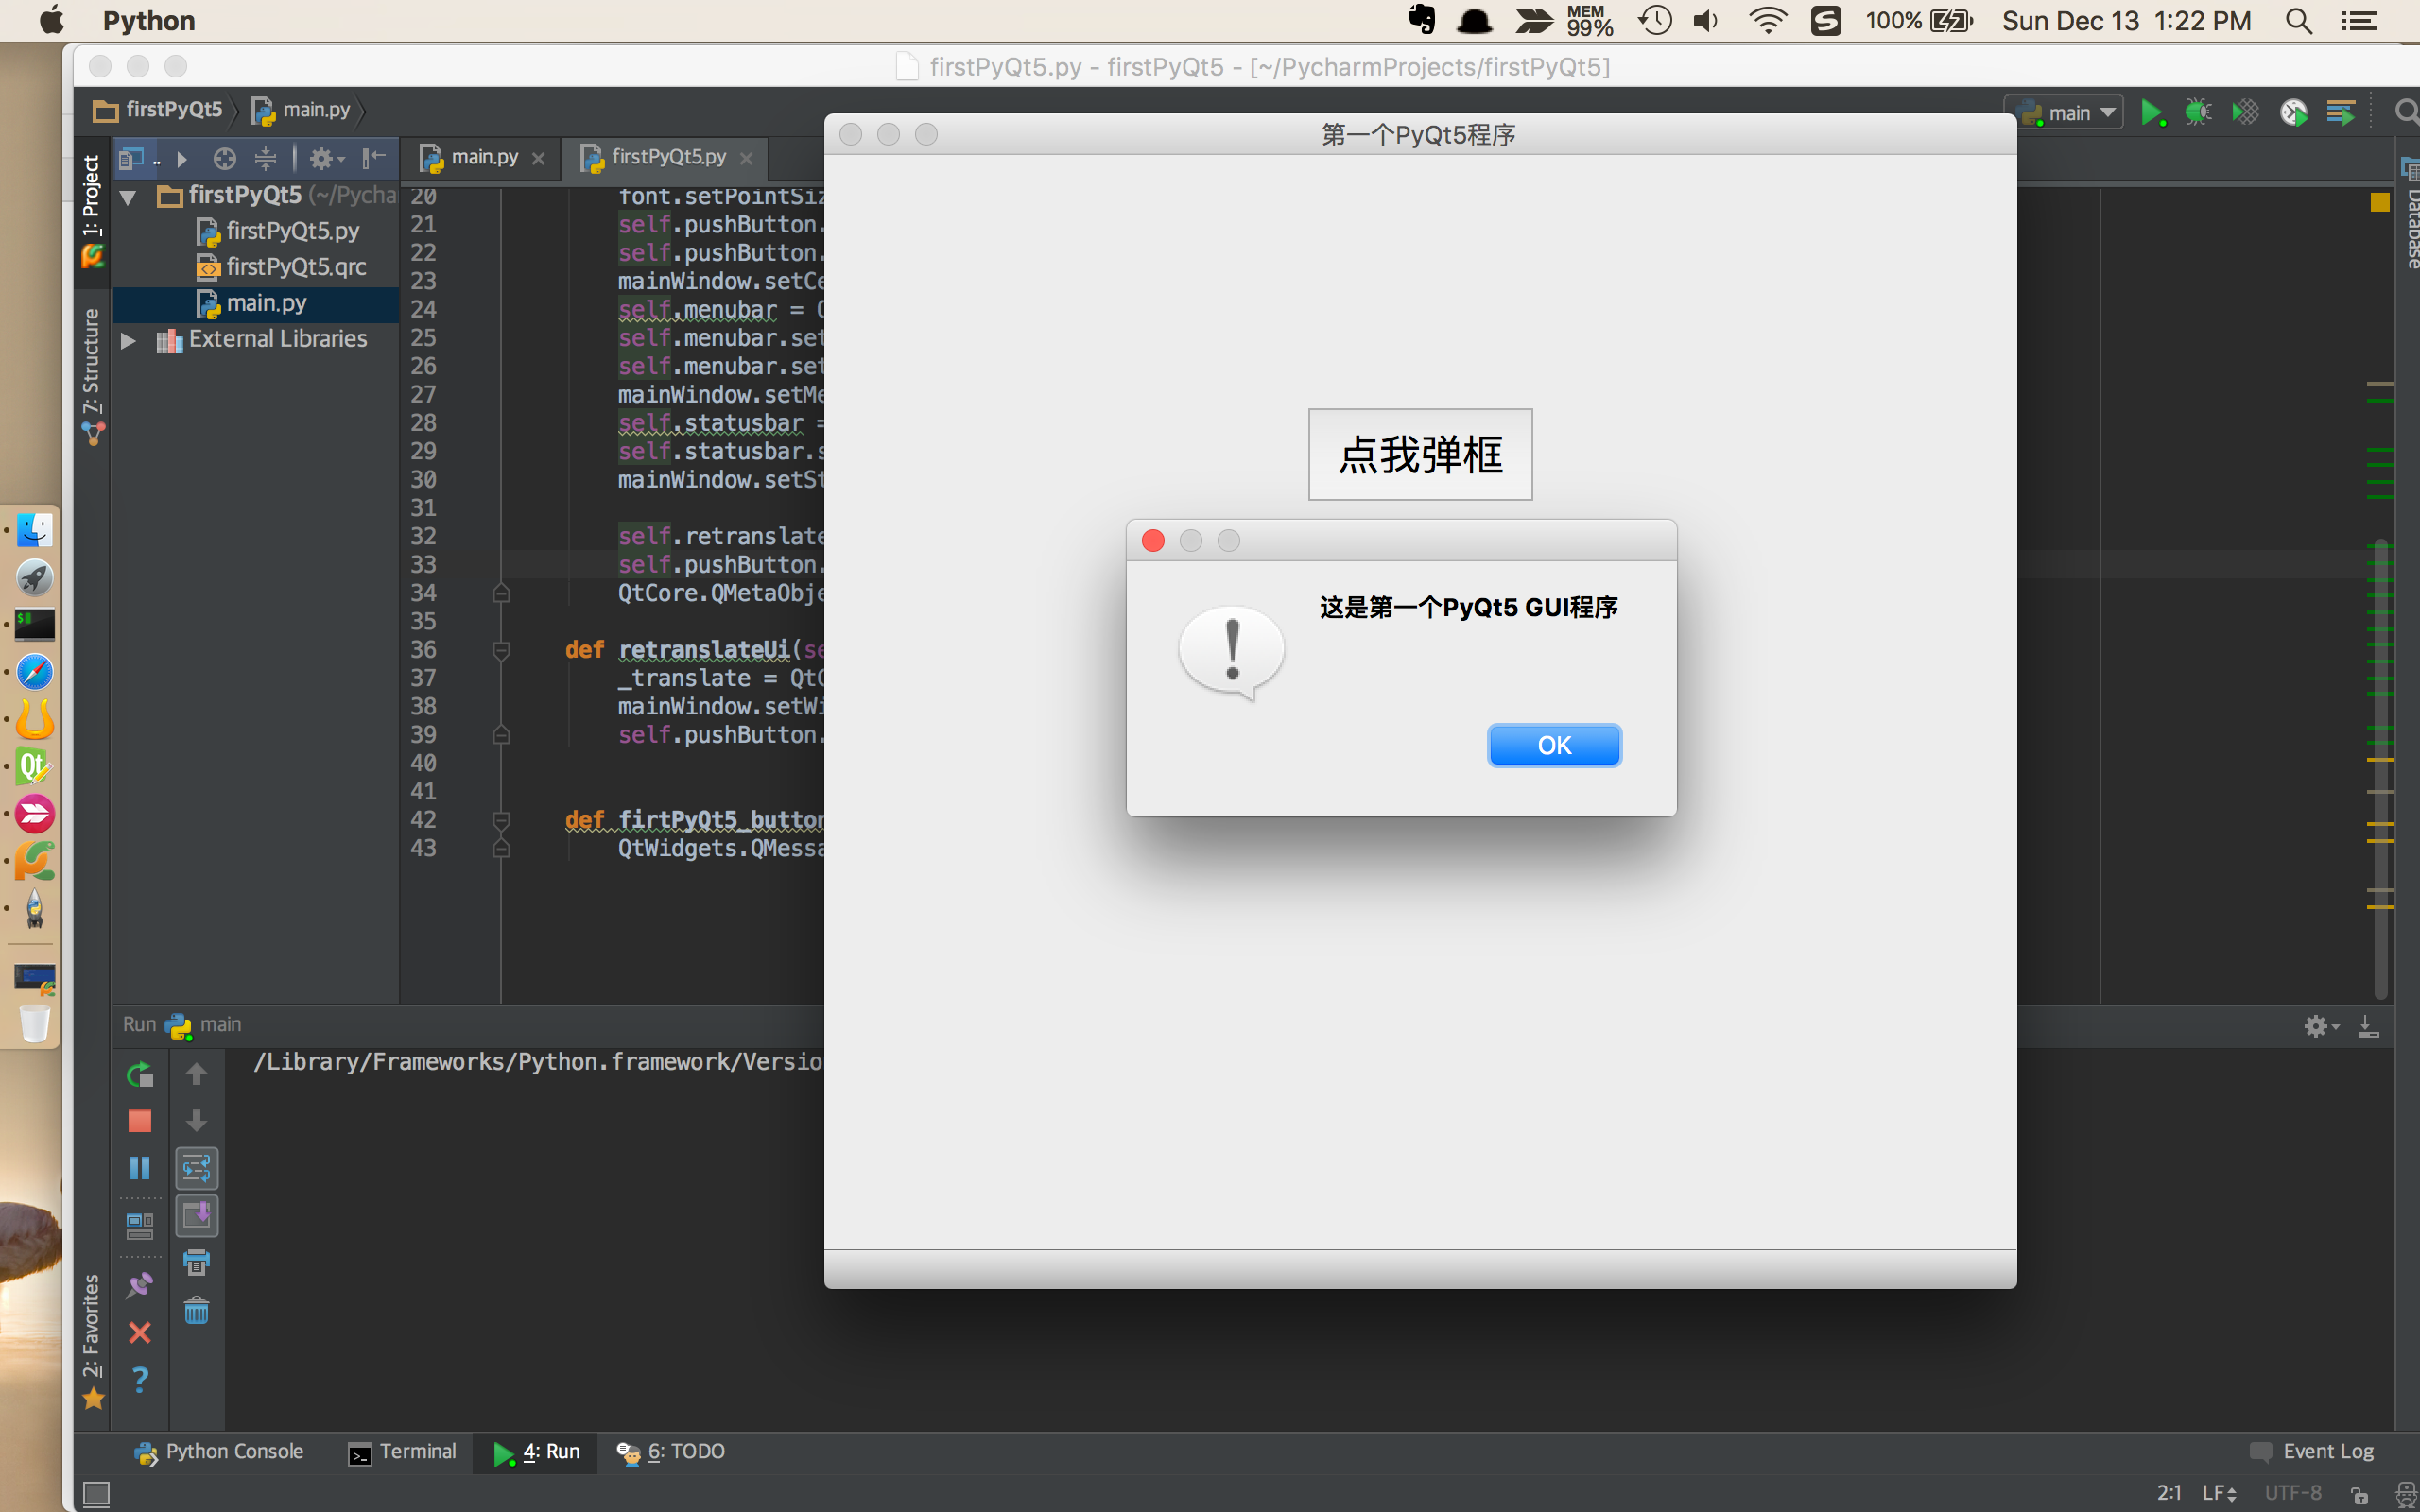 Python
MEM
99%
100%
Sun Dec 13 1:22 PM
firstPyQt5.py - firstPyQt5 - [~/PycharmProjects/firstPyQt5]
firstPyQt5
main.py
main
1: Project
7: Structure
2: Favorites
Database
firstPyQt5 (~/Pycha
firstPyQt5.py
firstPyQt5.qrc
main.py
External Libraries
main.py
firstPyQt5.py
20 font.setPointSiz
21 self.pushButton.
22 self.pushButton.
23 mainWindow.setCe
24 self.menubar = Q
25 self.menubar.set
26 self.menubar.set
27 mainWindow.setMe
28 self.statusbar =
29 self.statusbar.s
30 mainWindow.setSt
31
32 self.retranslate
33 self.pushButton.
34 QtCore.QMetaObje
35
36 def retranslateUi(se
37 _translate = QtC
38 mainWindow.setWi
39 self.pushButton.
40
41
42 def firtPyQt5_button
43 QtWidgets.QMessa
第一个PyQt5程序
点我弹框
这是第一个PyQt5 GUI程序
OK
Run main
/Library/Frameworks/Python.framework/Versio
Python Console
Terminal
4: Run
6: TODO
Event Log
2:1
LF
UTF-8